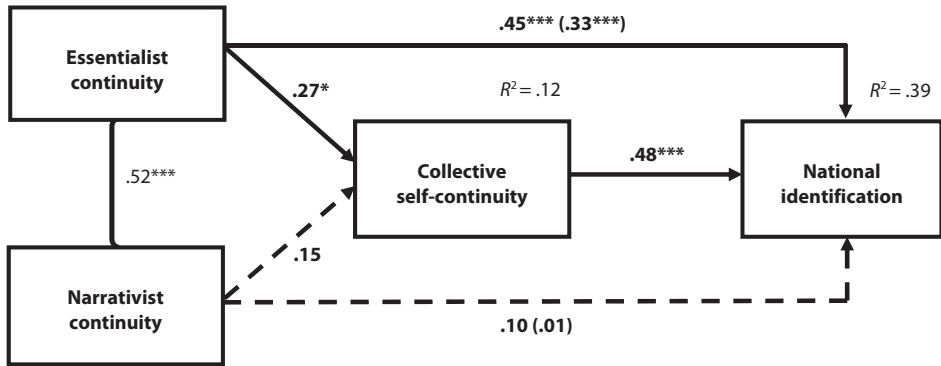 .45*** (.33***)
Essentialist
continuity
.27*
R² = .12
R² = .39
.52***
Collective
self-continuity
.48***
National
identification
.15
Narrativist
continuity
.10 (.01)